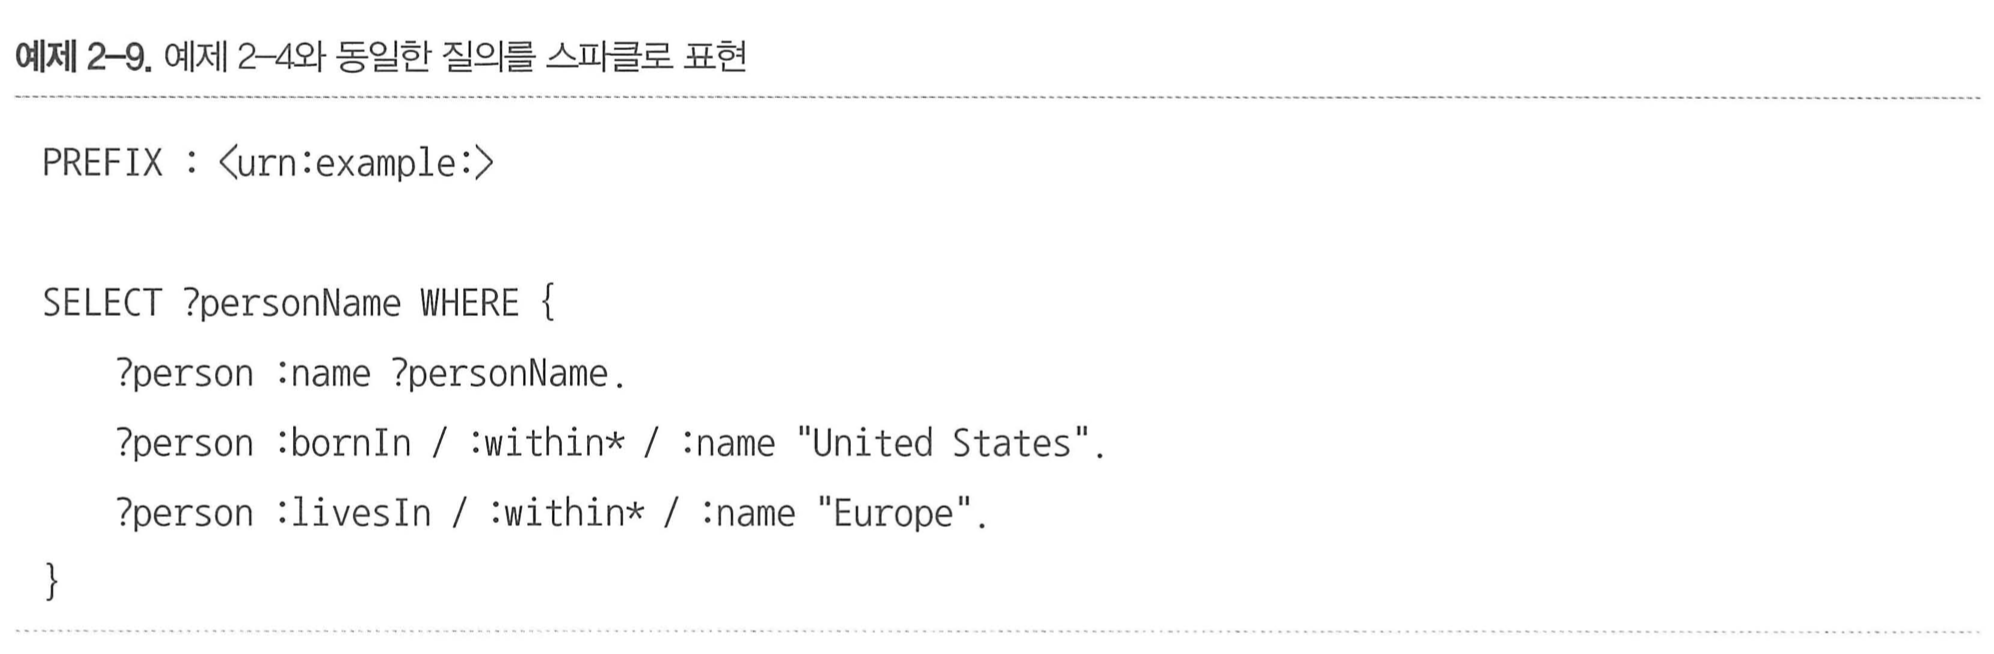 예제 2-9. 예제 2-4와 동일한 질의를 스파클로 표현
PREFIX : <urn:example:>
SELECT ?personName WHERE {
?person :name ?personName.
?person :bornIn / :within* / :name "United States".
?person :livesIn / :within* / :name "Europe".
}